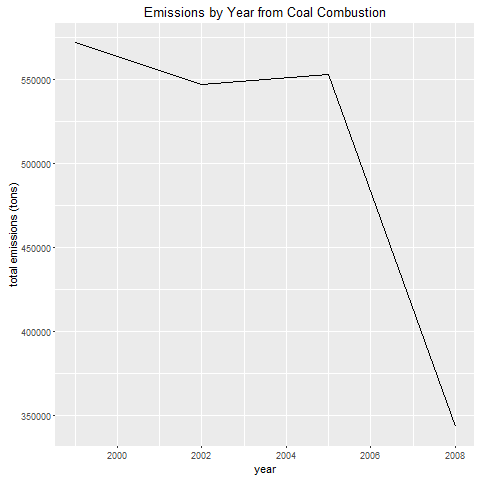 Emissions by Year from Coal Combustion
total emissions (tons)
550000
500000
450000
400000
350000
2000 2002 2004 2006 2008
year